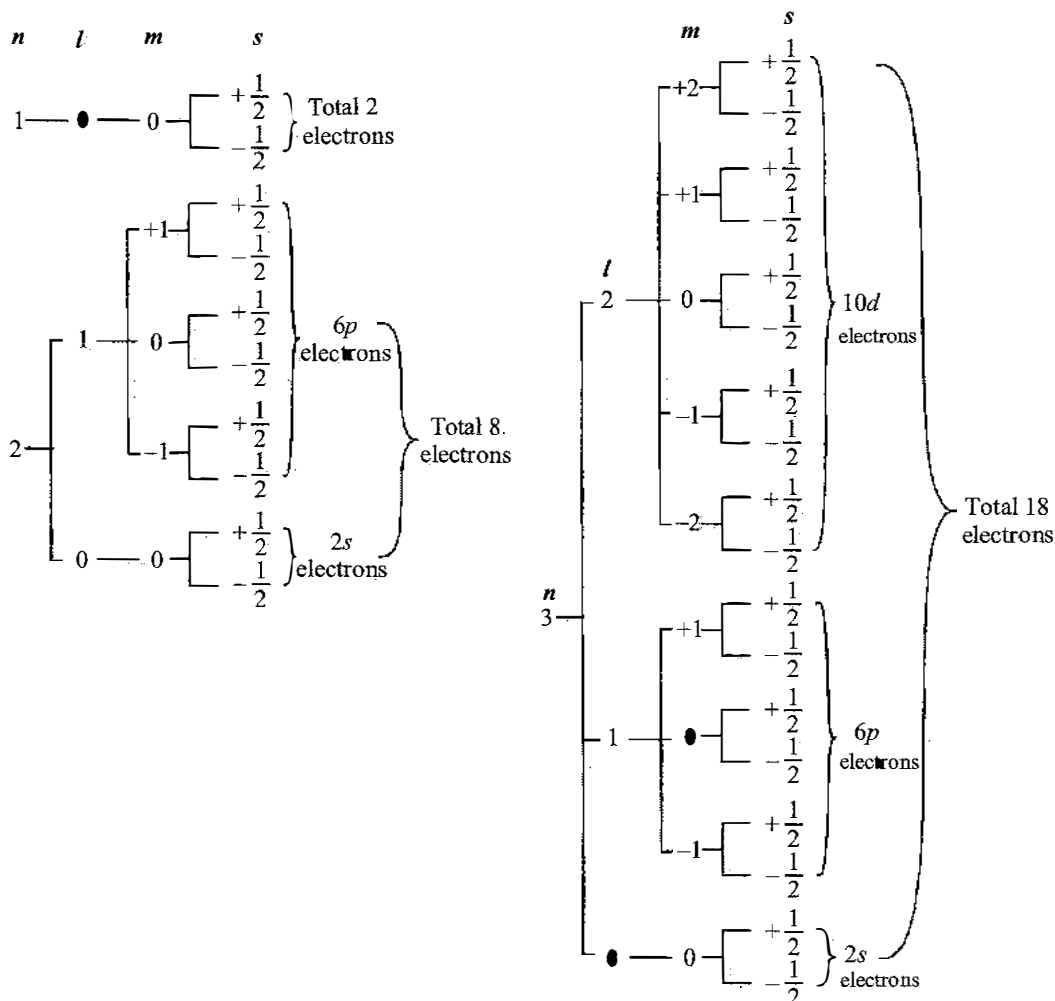 n l m s
1 0 0 +1/2
Total 2
electrons
-1/2
2
1
+1 +1/2
-1/2
0 +1/2
-1/2
-1 +1/2
-1/2
6p
electrons
0 0 +1/2
-1/2
2s
electrons
Total 8.
electrons
m s
n
3
l
2
+2 +1/2
-1/2
+1 +1/2
-1/2
0 +1/2
-1/2
-1 +1/2
-1/2
-2 +1/2
-1/2
10d
electrons
1
+1 +1/2
-1/2
0 +1/2
-1/2
-1 +1/2
-1/2
6p
electrons
0 0 +1/2
-1/2
2s
electrons
Total 18
electrons